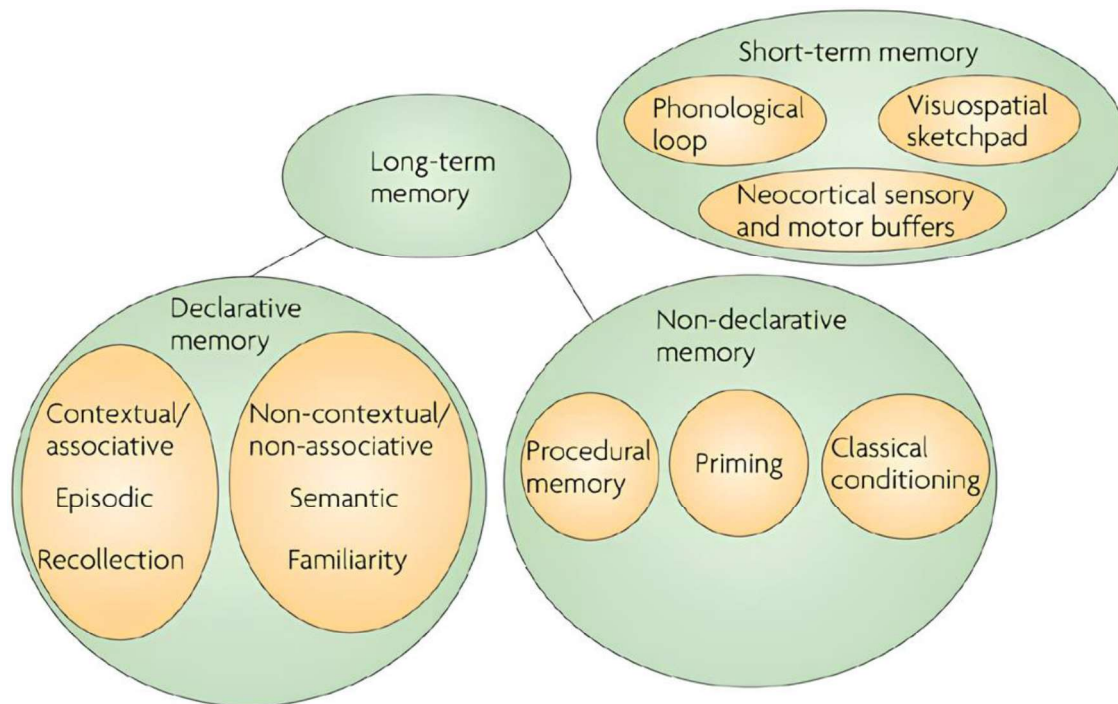 Short-term memory
Phonological
loop
Visuospatial
sketchpad
Neocortical sensory
and motor buffers
Long-term
memory
Declarative
memory
Contextual/
associative
Episodic
Recollection
Non-contextual/
non-associative
Semantic
Familiarity
Non-declarative
memory
Procedural
memory
Priming
Classical
conditioning